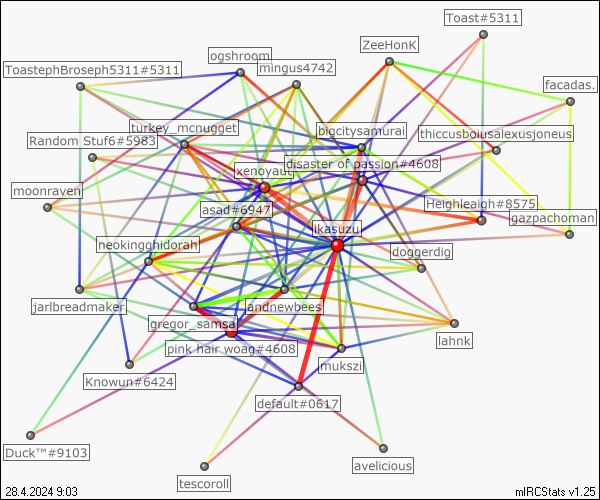 Toast#5311
ZeeHonK
ogshroom
mingus4742
ToastephBroseph5311#5311
facadas.
turkey_mcnugget
bigcitysamurai
thiccusboiusalexusjoneus
Random Stuf6#5983
disaster of passion#4608
xenoyaut
moonraven
Heighleaigh#8575
asad#6947
gazpachoman
ikasuzu
neokingghidorah
doggerdig
jarlbreadmaker
andnewbees
gregor_samsa
lahnk
pink hair woag#4608
mukszi
Knowun#6424
default#0617
Duck™#9103
avelicious
tescoroll
28.4.2024 9:03
mIRCStats v1.25